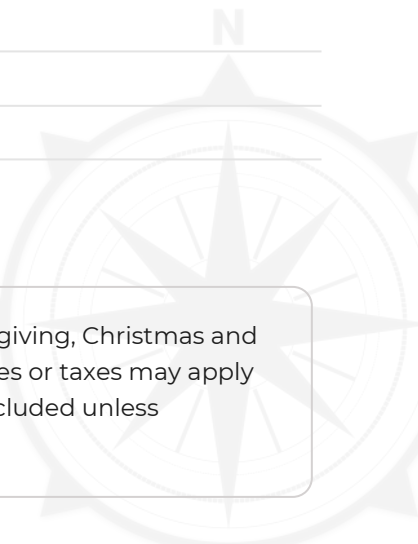 N
giving, Christmas and
es or taxes may apply
cluded unless